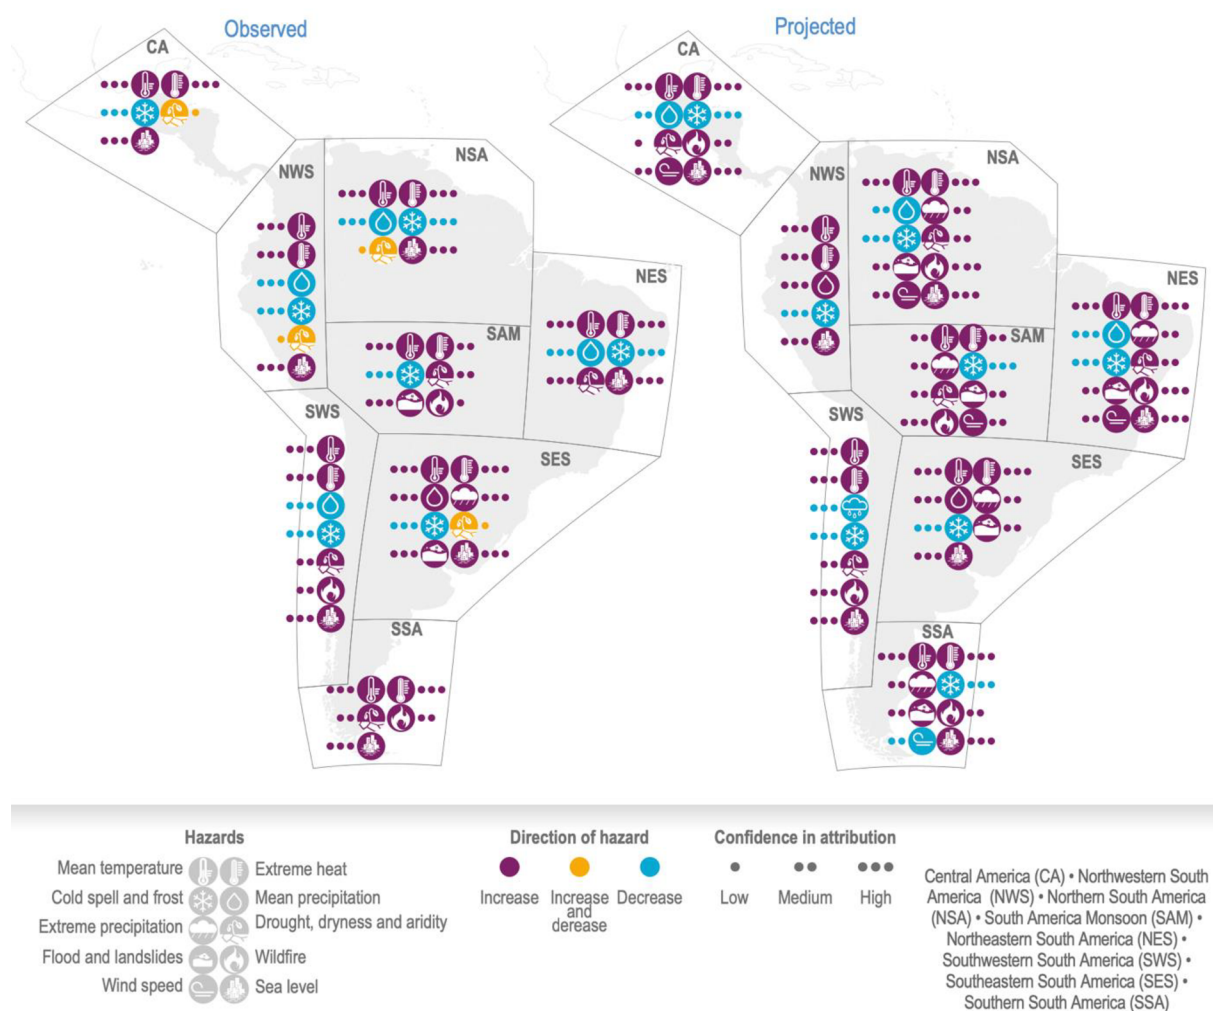 Observed
Projected
CA
CA
NSA
NSA
NWS
NWS
NES
NES
SAM
SAM
SWS
SWS
SES
SES
SSA
SSA
Hazards
Mean temperature
Extreme heat
Cold spell and frost
Mean precipitation
Extreme precipitation
Drought, dryness and aridity
Flood and landslides
Wildfire
Wind speed
Sea level
Direction of hazard
Increase
Increase
and
derease
Decrease
Confidence in attribution
Low
Medium
High
Central America (CA) • Northwestern South
America (NWS) • Northern South America
(NSA) • South America Monsoon (SAM) •
Northeastern South America (NES) •
Southwestern South America (SWS) •
Southeastern South America (SES) •
Southern South America (SSA)